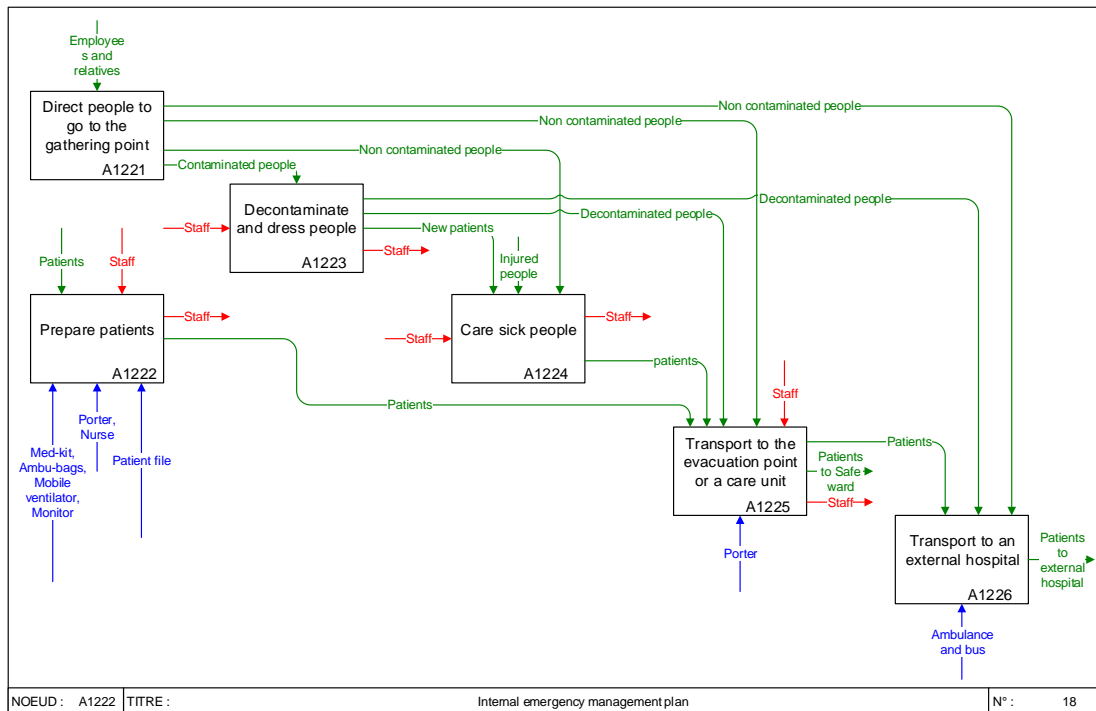 Employee
s and
relatives
Direct people to
go to the
gathering point
A1221
Non contaminated people
Non contaminated people
Non contaminated people
Contaminated people
Decontaminate
and dress people
A1223
Staff
Decontaminated people
Decontaminated people
New patients
Staff
Injured
people
Patients
Staff
Prepare patients
A1222
Staff
Care sick people
A1224
Staff
Staff
patients
Patients
Staff
Med-kit,
Ambu-bags,
Mobile
ventilator,
Monitor
Porter,
Nurse
Patient file
Transport to the
evacuation point
or a care unit
A1225
Patients
Patients
to Safe
ward
Staff
Porter
Transport to an
external hospital
A1226
Patients
to
external
hospital
Ambulance
and bus
NOEUD : A1222 TITRE : Internal emergency management plan N° : 18